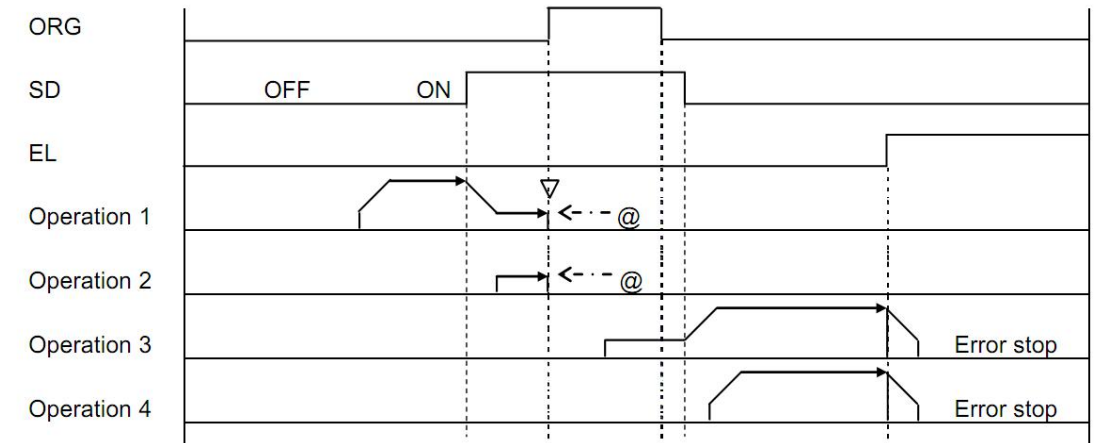 ORG
SD OFF ON
EL
Operation 1 @
Operation 2 @
Operation 3 Error stop
Operation 4 Error stop